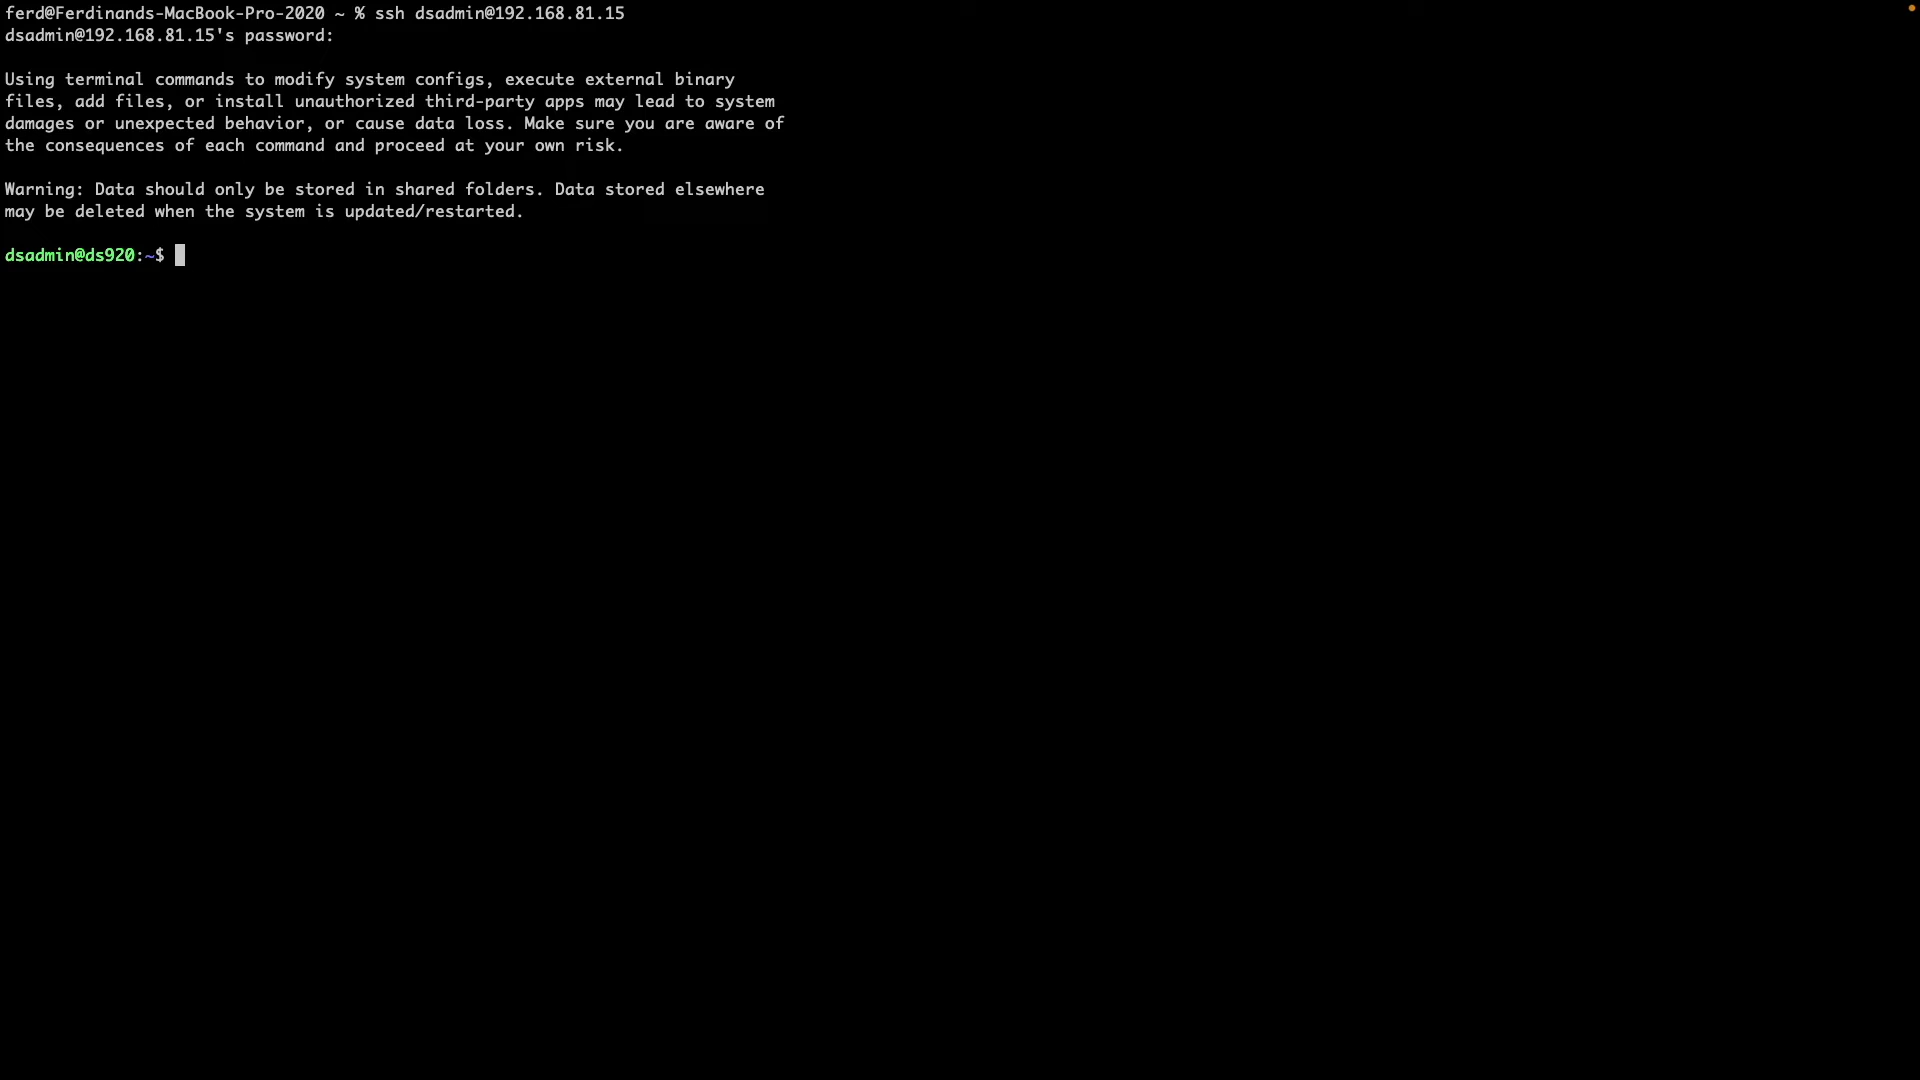 ferd@Ferdinands-MacBook-Pro-2020 ~ % ssh dsadmin@192.168.81.15
dsadmin@192.168.81.15's password:
Using terminal commands to modify system configs, execute external binary
files, add files, or install unauthorized third-party apps may lead to system
damages or unexpected behavior, or cause data loss. Make sure you are aware of
the consequences of each command and proceed at your own risk.
Warning: Data should only be stored in shared folders. Data stored elsewhere
may be deleted when the system is updated/restarted.
dsadmin@ds920:~$